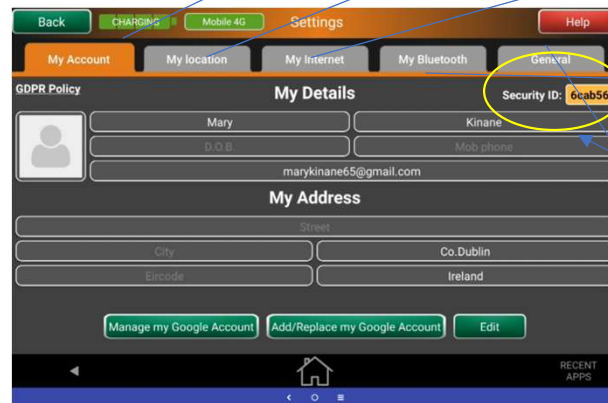 Back CHARGING Mobile 4G Settings Help
My Account My location My Internet My Bluetooth General
GDPR Policy My Details Security ID: 6cab56
Mary Kinane
D.O.B. Mob phone
marykinane65@gmail.com
My Address
Street
City Co.Dublin
Eircode Ireland
Manage my Google Account Add/Replace my Google Account Edit
RECENT
APPS